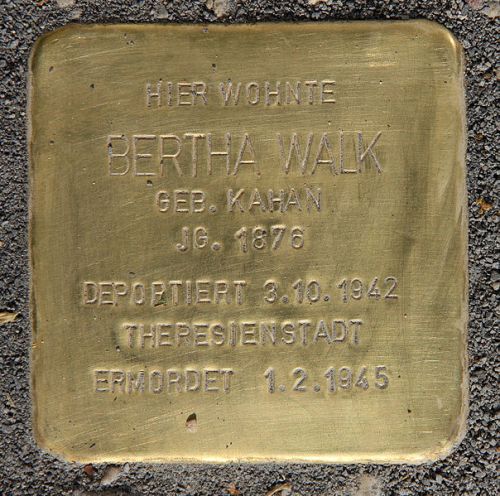 HIER WOHNTE
BERTHA WALK
GEB. KAHAN
JG. 1876
DEPORTIERT 3.10.1942
THERESIENSTADT
ERMORDET 1.2.1945